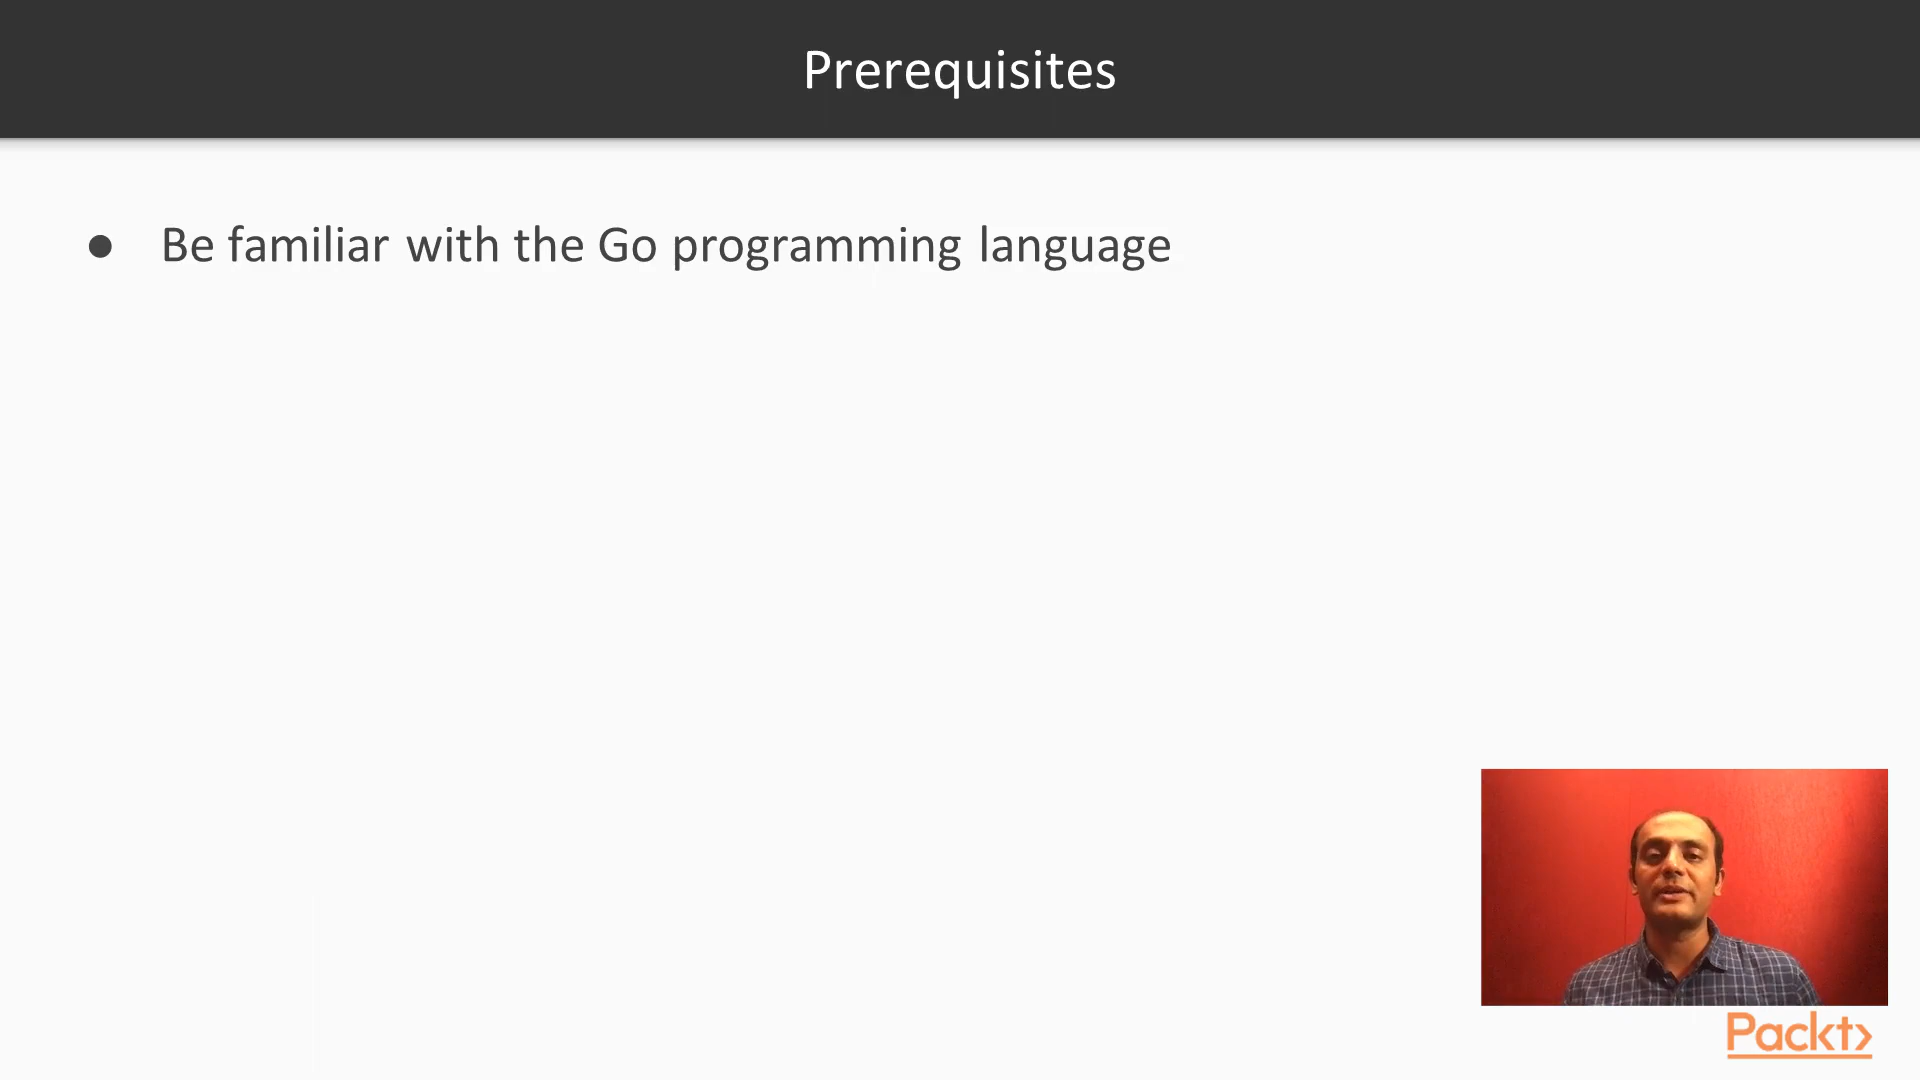 Prerequisites
● Be familiar with the Go programming language
Packt>